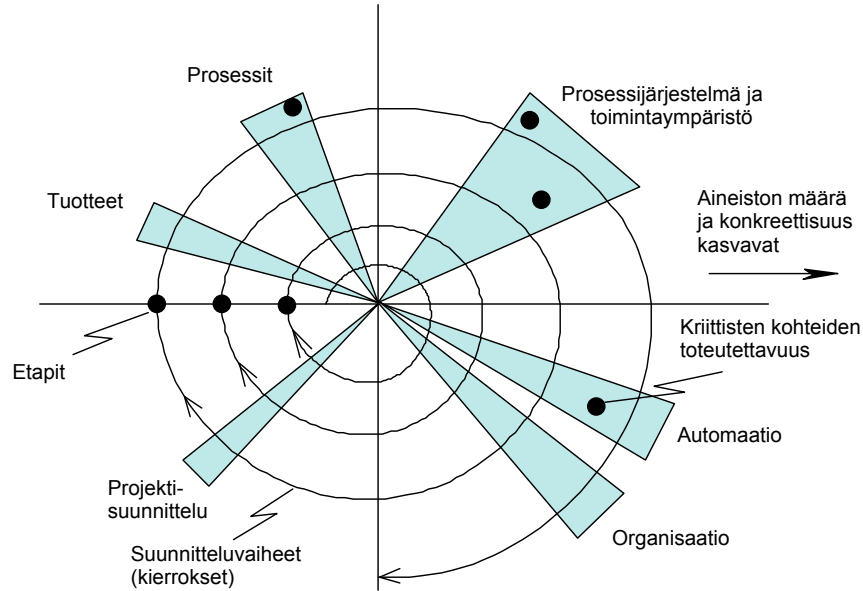 Prosessit
Prosessijärjestelmä ja
toimintaympäristö
Tuotteet
Aineiston määrä
ja konkreettisuus
kasvavat
Kriittisten kohteiden
toteutettavuus
Etapit
Automaatio
Projekti-
suunnittelu
Organisaatio
Suunnitteluvaiheet
(kierrokset)